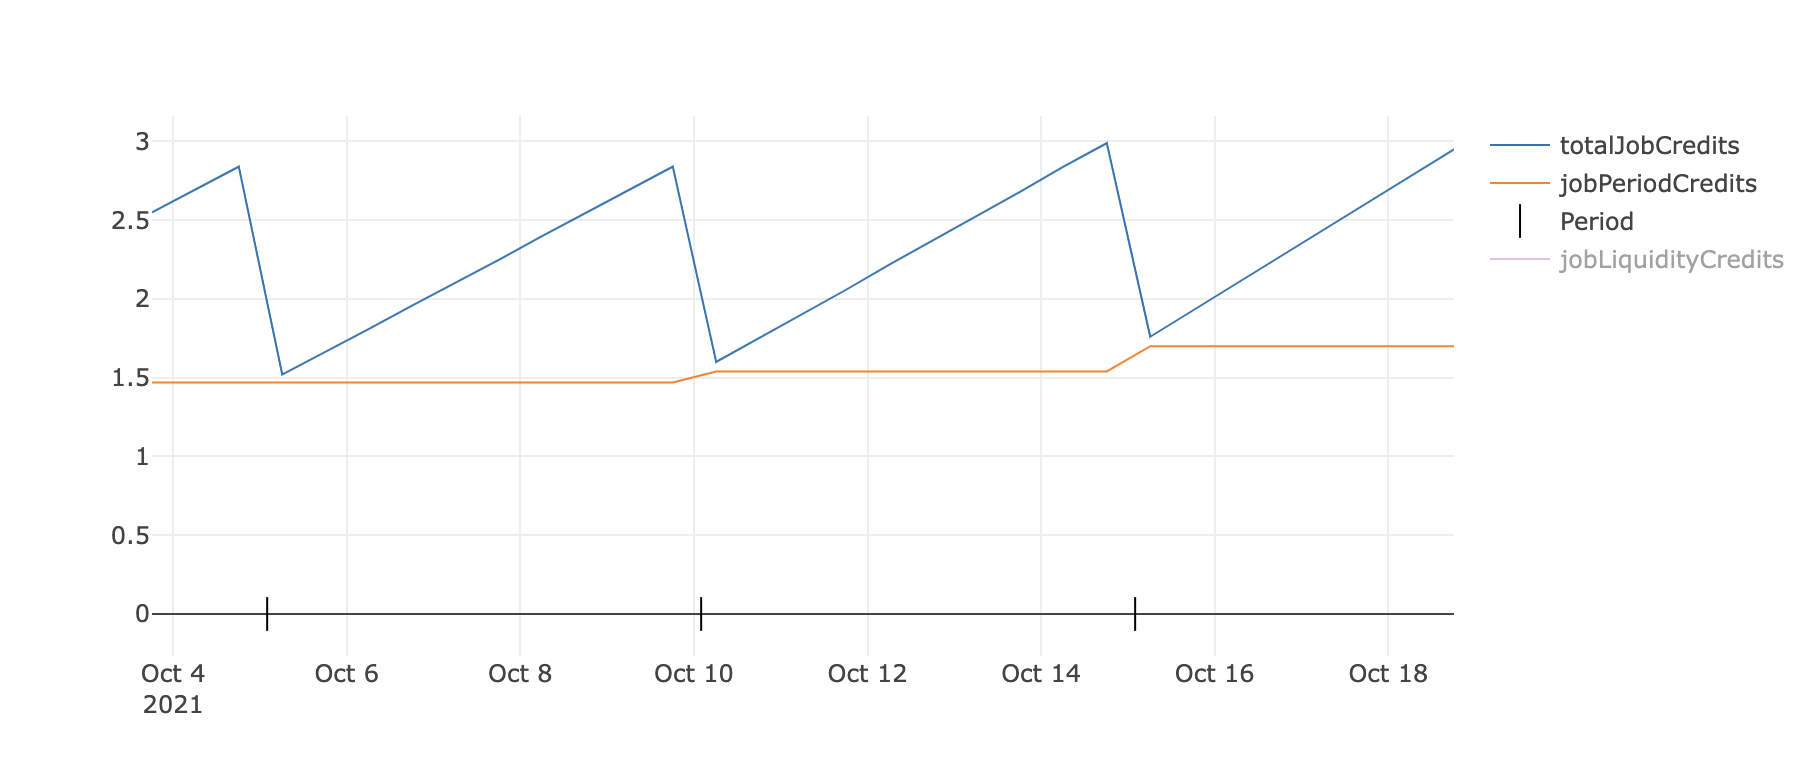 3
2.5
2
1.5
1
0.5
0
Oct 4
2021
Oct 6
Oct 8
Oct 10
Oct 12
Oct 14
Oct 16
Oct 18
totalJobCredits
jobPeriodCredits
Period
jobLiquidityCredits